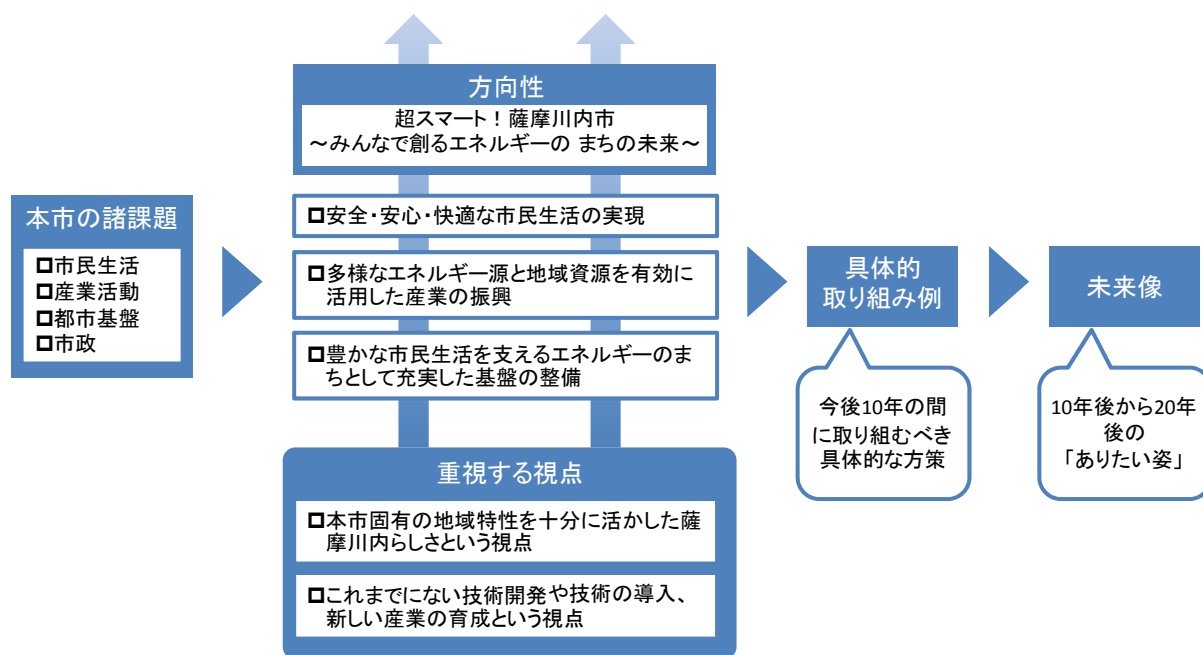 本市の諸課題
□市民生活
□産業活動
□都市基盤
□市政
方向性
超スマート！薩摩川内市
～みんなで創るエネルギーの まちの未来～
□安全・安心・快適な市民生活の実現
□多様なエネルギー源と地域資源を有効に
活用した産業の振興
□豊かな市民生活を支えるエネルギーのま
ちとして充実した基盤の整備
重視する視点
□本市固有の地域特性を十分に活かした薩
摩川内らしさという視点
□これまでにない技術開発や技術の導入、
新しい産業の育成という視点
具体的
取り組み例
今後10年の間
に取り組むべき
具体的な方策
未来像
10年後から20年
後の
「ありたい姿」